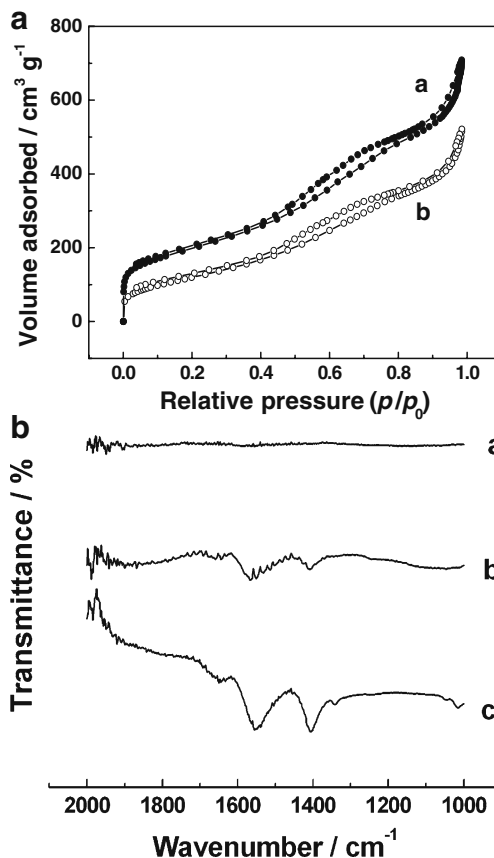 a
800
600
400
200
0
Volume adsorbed / cm³ g⁻¹
a
b
0.0 0.2 0.4 0.6 0.8 1.0
Relative pressure (p/p₀)
b
a
b
c
Transmittance / %
2000 1800 1600 1400 1200 1000
Wavenumber / cm⁻¹